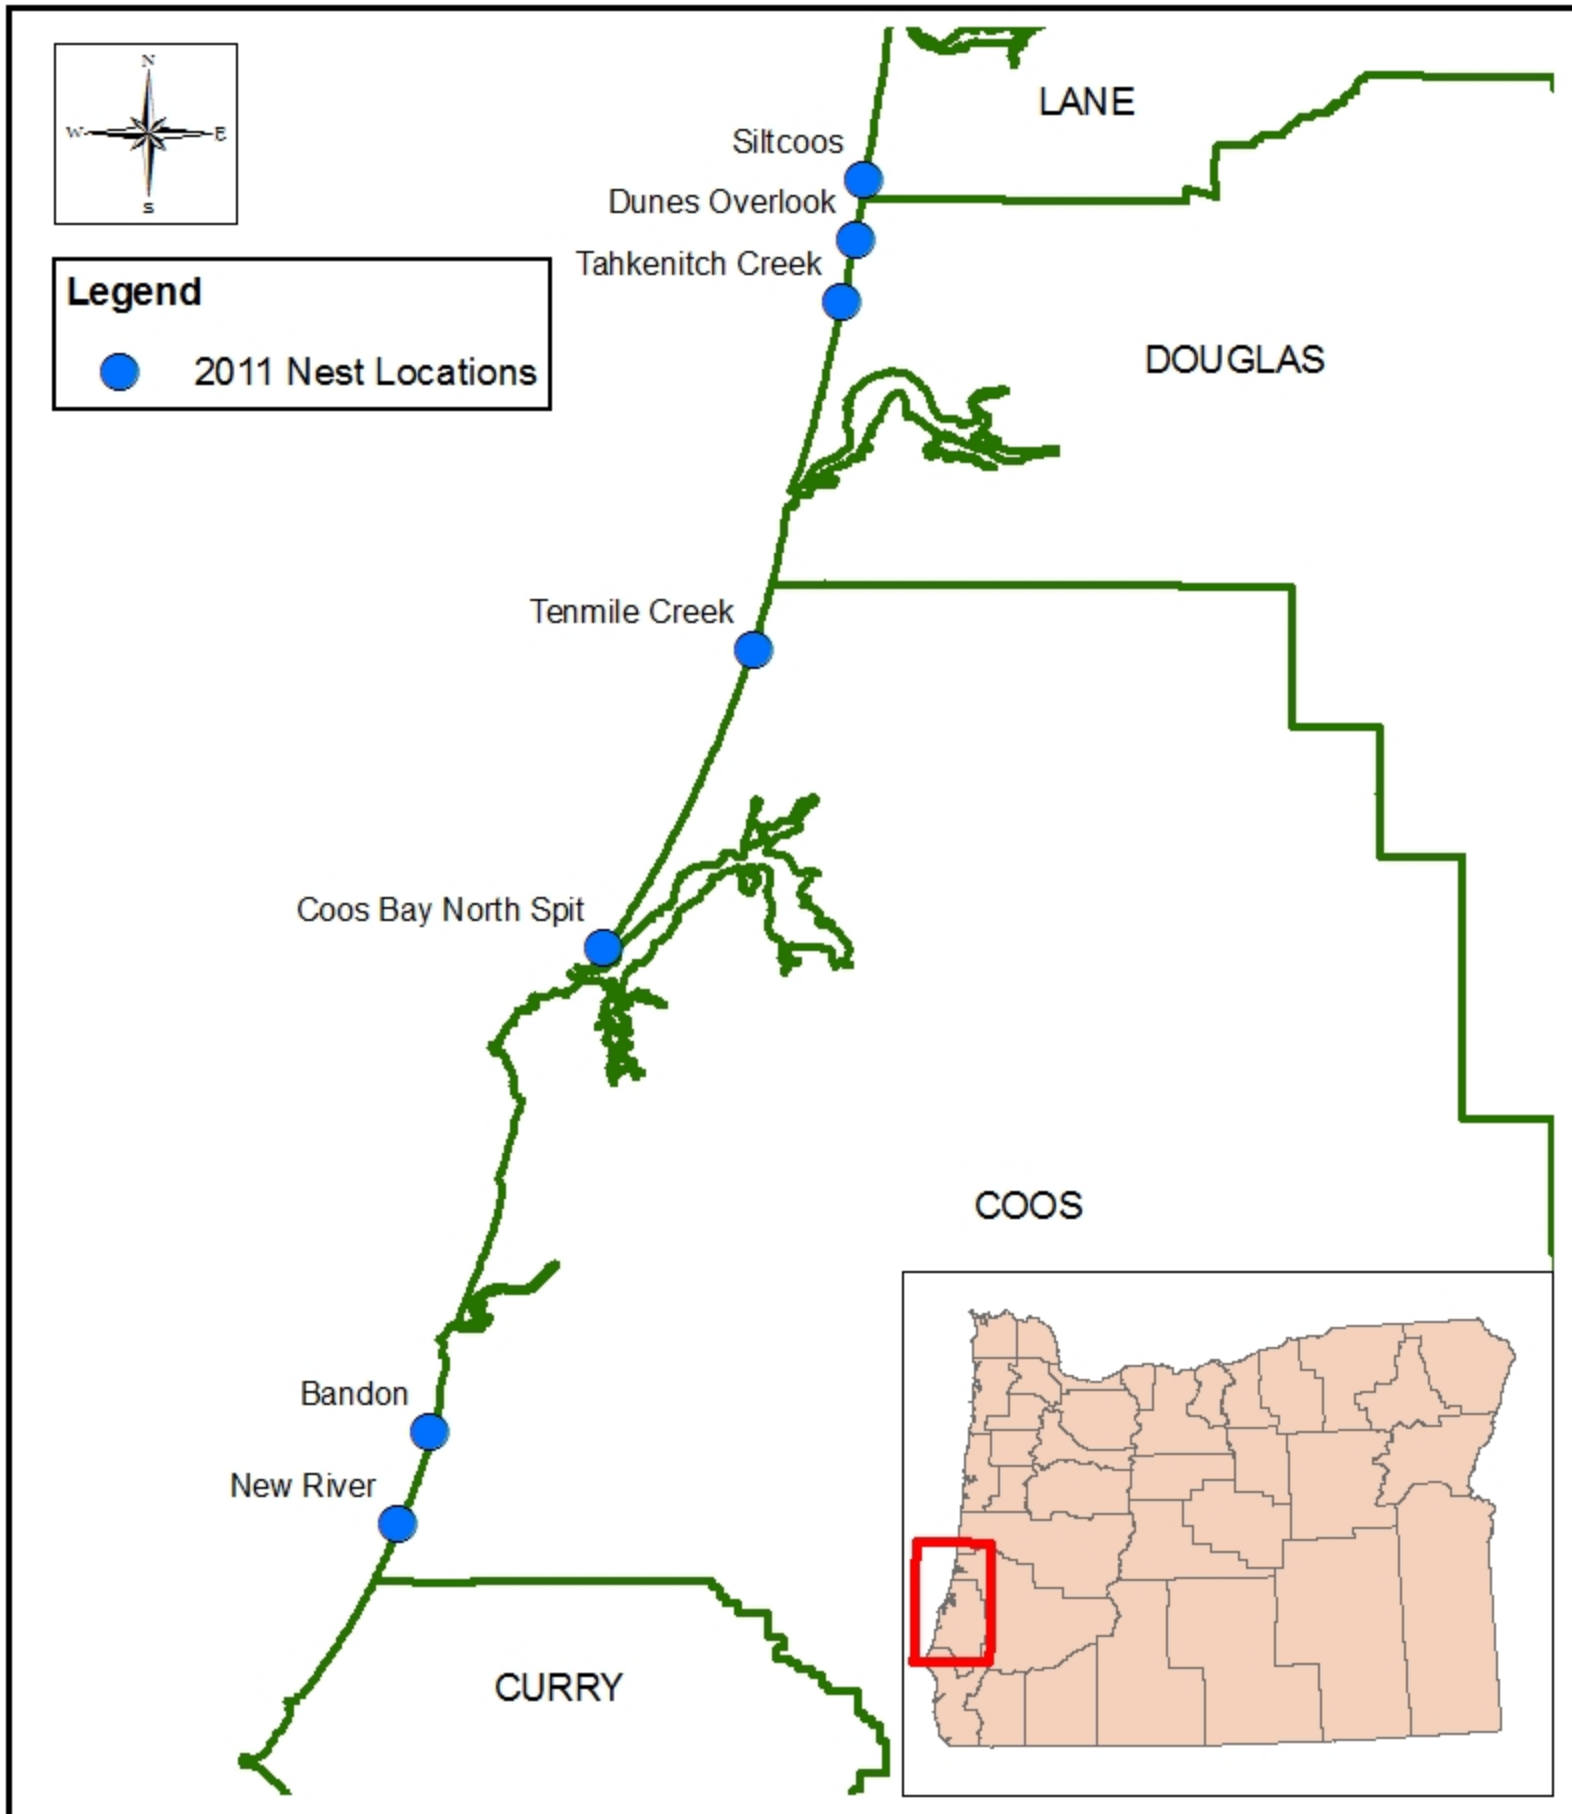 N
W E
S
LANE
Siltcoos
Dunes Overlook
Tahkenitch Creek
Legend
2011 Nest Locations
DOUGLAS
Tenmile Creek
Coos Bay North Spit
COOS
Bandon
New River
CURRY